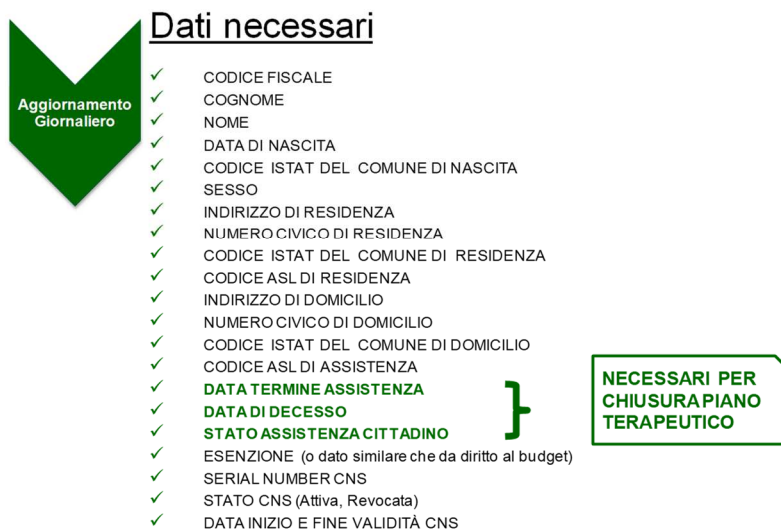 Dati necessari
Aggiornamento
Giornaliero
CODICE FISCALE
COGNOME
NOME
DATA DI NASCITA
CODICE ISTAT DEL COMUNE DI NASCITA
SESSO
INDIRIZZO DI RESIDENZA
NUMERO CIVICO DI RESIDENZA
CODICE ISTAT DEL COMUNE DI RESIDENZA
CODICE ASL DI RESIDENZA
INDIRIZZO DI DOMICILIO
NUMERO CIVICO DI DOMICILIO
CODICE ISTAT DEL COMUNE DI DOMICILIO
CODICE ASL DI ASSISTENZA
DATA TERMINE ASSISTENZA
DATA DI DECESSO
STATO ASSISTENZA CITTADINO
NECESSARI PER
CHIUSURA PIANO
TERAPEUTICO
ESENZIONE (o dato similare che da diritto al budget)
SERIAL NUMBER CNS
STATO CNS (Attiva, Revocata)
DATA INIZIO E FINE VALIDITÀ CNS